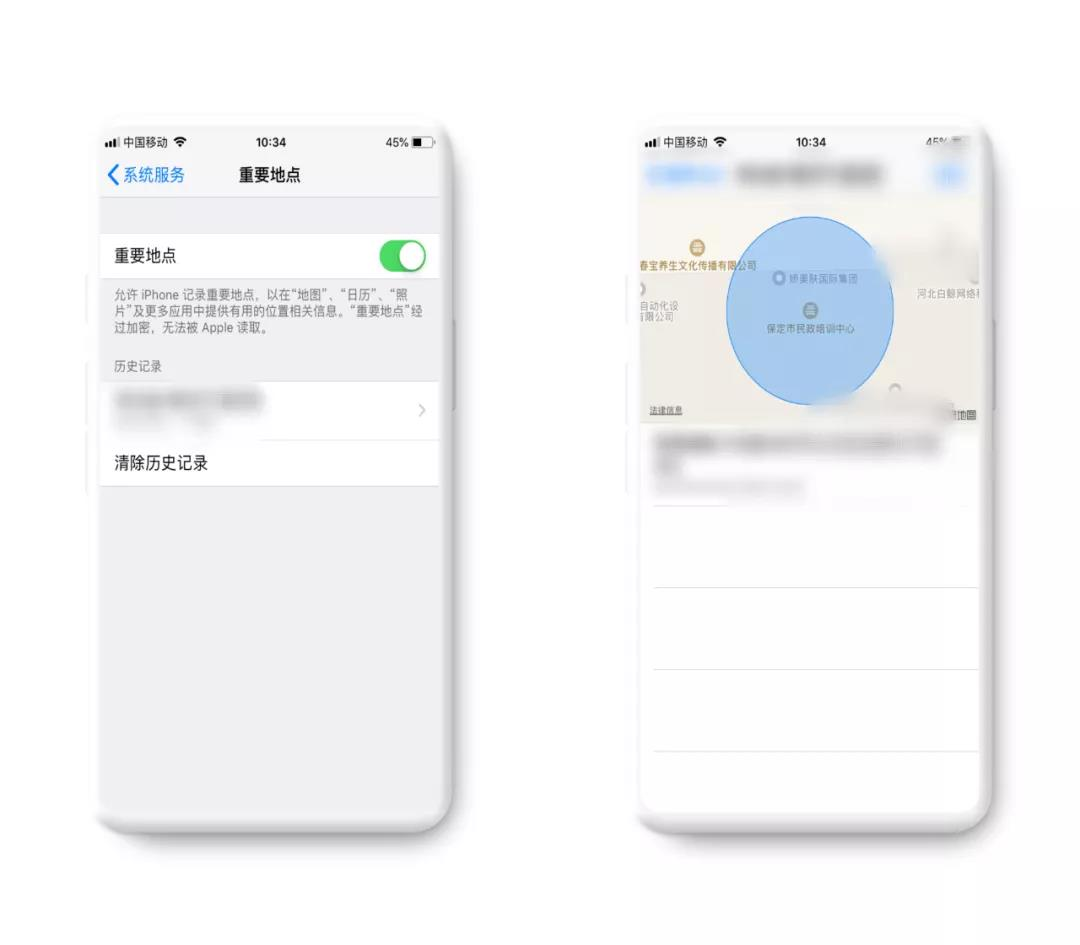 中国移动
10:34
45%
系统服务
重要地点
重要地点
允许 iPhone 记录重要地点，以在“地图”、“日历”、“照
片”及更多应用中提供有用的位置相关信息。“重要地点”经
过加密，无法被 Apple 读取。
历史记录
清除历史记录
中国移动
10:34
45%
春宝养生文化传播有限公司
娇美肤国际集团
河北白鲸网络科
自动化设
有限公司
保定市民政培训中心
法律信息
地图